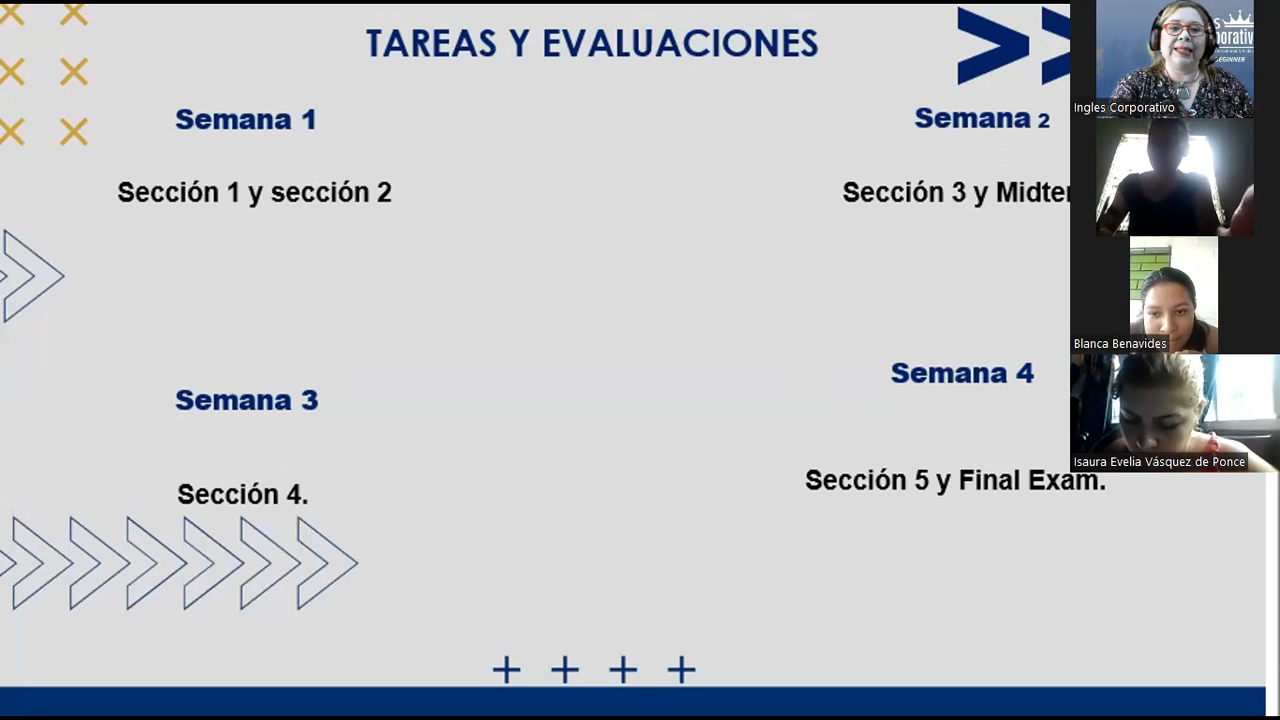 TAREAS Y EVALUACIONES
Semana 1
Sección 1 y sección 2
Semana 2
Sección 3 y Midter
Semana 3
Sección 4.
Semana 4
Sección 5 y Final Exam.
Ingles Corporativo
Blanca Benavides
Isaura Evelia Vásquez de Ponce